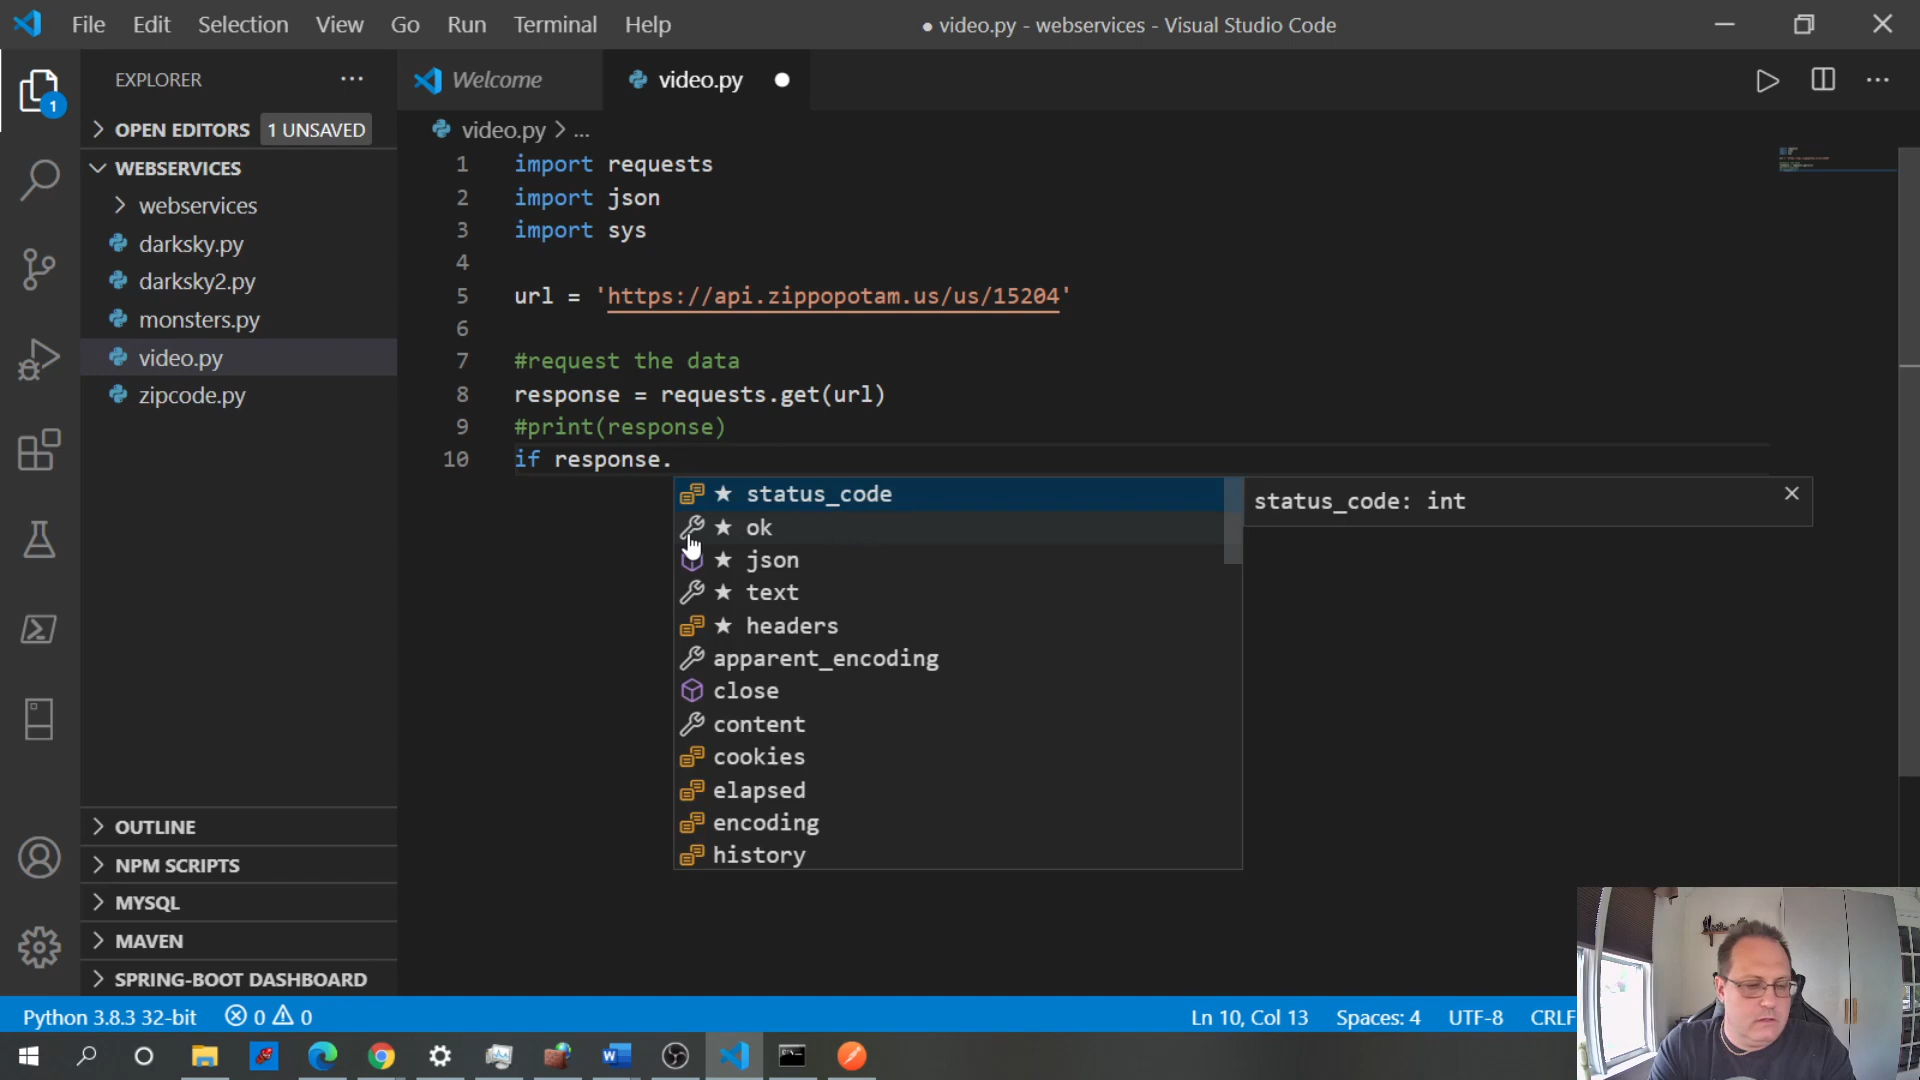 File Edit Selection View Go Run Terminal Help
● video.py - webservices - Visual Studio Code
EXPLORER
Welcome
video.py
1
OPEN EDITORS 1 UNSAVED
WEBSERVICES
webservices
darksky.py
darksky2.py
monsters.py
video.py
zipcode.py
OUTLINE
NPM SCRIPTS
MYSQL
MAVEN
SPRING-BOOT DASHBOARD
video.py > ...
1 import requests
2 import json
3 import sys
4
5 url = 'https://api.zippopotam.us/us/15204'
6
7 #request the data
8 response = requests.get(url)
9 #print(response)
10 if response.
★ status_code
★ ok
★ json
★ text
★ headers
apparent_encoding
close
content
cookies
elapsed
encoding
history
status_code: int
Python 3.8.3 32-bit 0 0
Ln 10, Col 13 Spaces: 4 UTF-8 CRLF